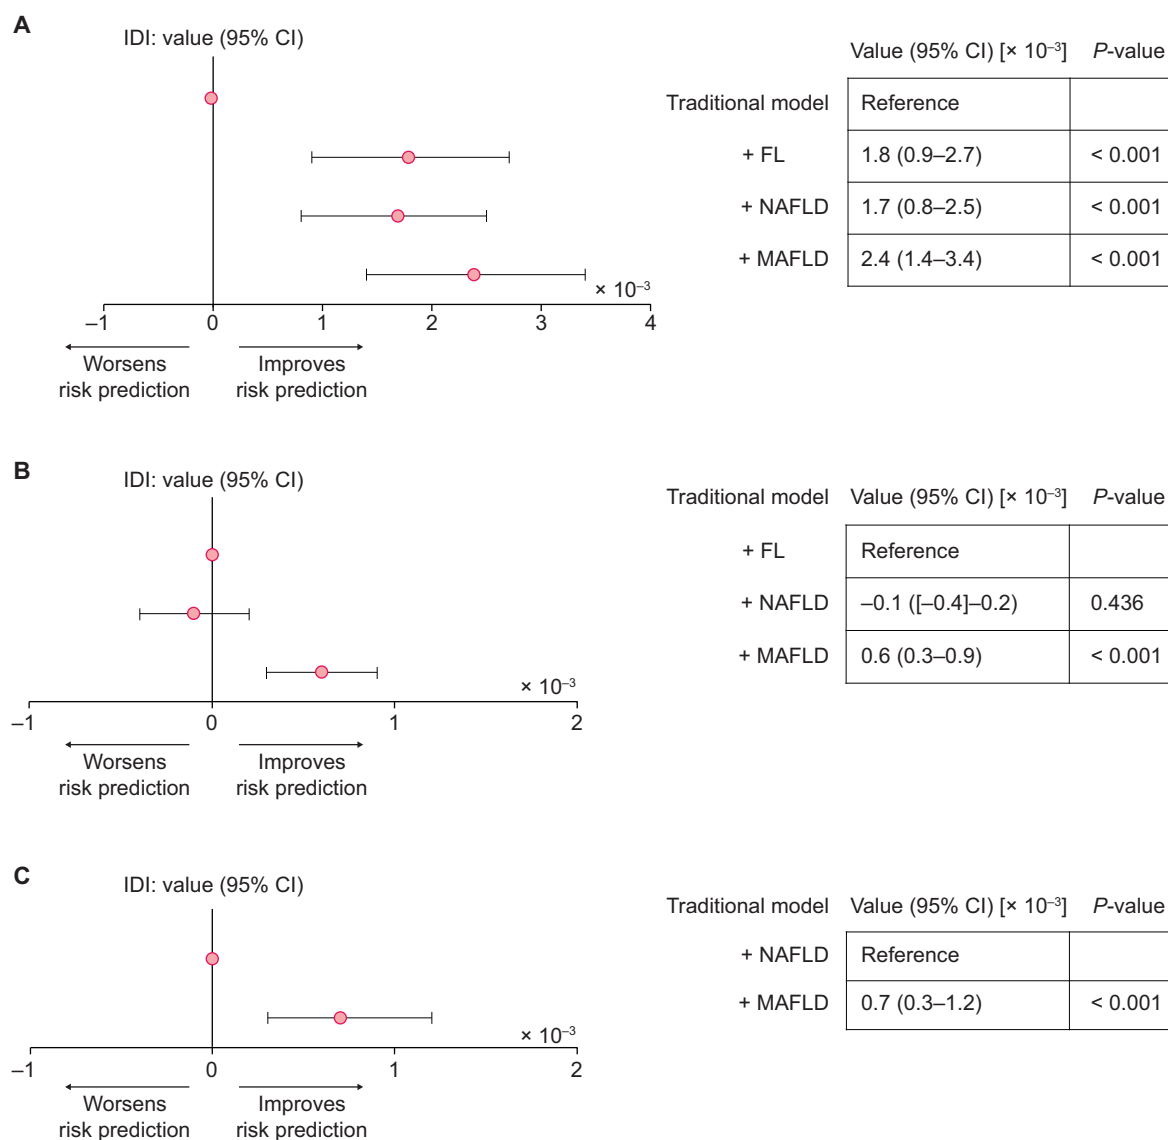 A
IDI: value (95% CI)
Value (95% CI) [× 10⁻³] P-value
Traditional model Reference
+ FL 1.8 (0.9–2.7) < 0.001
+ NAFLD 1.7 (0.8–2.5) < 0.001
+ MAFLD 2.4 (1.4–3.4) < 0.001
× 10⁻³
–1 0 1 2 3 4
Worsens
risk prediction
Improves
risk prediction
B
IDI: value (95% CI)
Traditional model Value (95% CI) [× 10⁻³] P-value
+ FL Reference
+ NAFLD –0.1 ([–0.4]–0.2) 0.436
+ MAFLD 0.6 (0.3–0.9) < 0.001
× 10⁻³
–1 0 1 2
Worsens
risk prediction
Improves
risk prediction
C
IDI: value (95% CI)
Traditional model Value (95% CI) [× 10⁻³] P-value
+ NAFLD Reference
+ MAFLD 0.7 (0.3–1.2) < 0.001
× 10⁻³
–1 0 1 2
Worsens
risk prediction
Improves
risk prediction